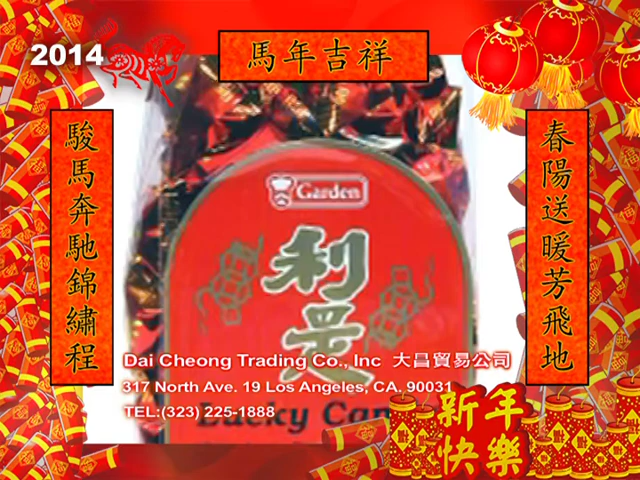 2014
馬年吉祥
駿馬奔馳錦繡程
春陽送暖芳飛地
Garden
利是
Dai Cheong Trading Co., Inc 大昌貿易公司
317 North Ave. 19 Los Angeles, CA. 90031
TEL:(323) 225-1888
Lucky Can
新年
快樂